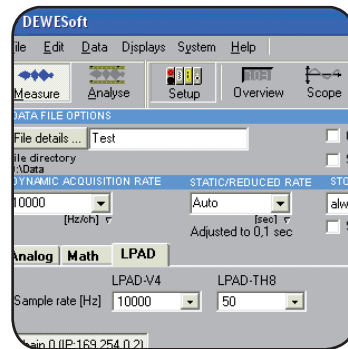 DEWESoft
ile Edit Data Displays System Help
Measure Analyse Setup Overview Scope
DATA FILE OPTIONS
File details ... Test
ile directory
:\Data
DYNAMIC ACQUISITION RATE STATIC/REDUCED RATE STO
10000 Auto alw
[Hz/ch] [sec]
Adjusted to 0,1 sec
Analog Math LPAD
LPAD-V4 LPAD-TH8
Sample rate [Hz] 10000 50
hain 0 (IP:169.254.0.2)